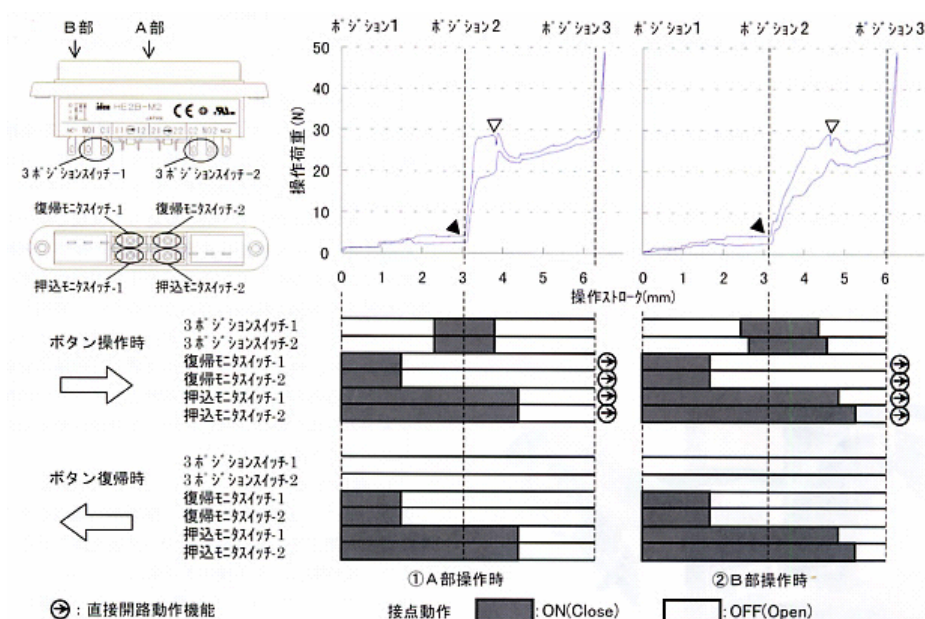 B部 A部
idec HE2B-M2
JAPAN
NC1 NO1 C1 11 12 21 22 C2 NO2 NC2
3ポジションスイッチ-1 3ポジションスイッチ-2
復帰モニタスイッチ-1 復帰モニタスイッチ-2
押込モニタスイッチ-1 押込モニタスイッチ-2
ポジション1 ポジション2 ポジション3
操作荷重(N)
50
40
30
20
10
0
0 1 2 3 4 5 6
ポジション1 ポジション2 ポジション3
0 1 2 3 4 5 6
操作ストローク(mm)
ボタン操作時
3ポジションスイッチ-1
3ポジションスイッチ-2
復帰モニタスイッチ-1
復帰モニタスイッチ-2
押込モニタスイッチ-1
押込モニタスイッチ-2
ボタン復帰時
3ポジションスイッチ-1
3ポジションスイッチ-2
復帰モニタスイッチ-1
復帰モニタスイッチ-2
押込モニタスイッチ-1
押込モニタスイッチ-2
①A部操作時 ②B部操作時
:直接開路動作機能 接点動作 :ON(Close) :OFF(Open)